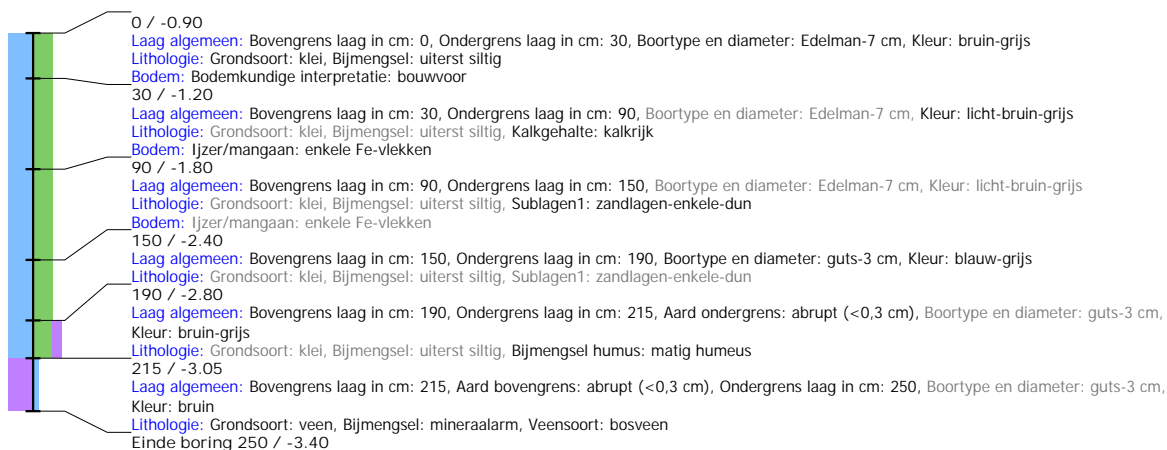 0 / -0.90
Laag algemeen: Bovengrens laag in cm: 0, Ondergrens laag in cm: 30, Boortype en diameter: Edelman-7 cm, Kleur: bruin-grijs
Lithologie: Grondsoort: klei, Bijmengsel: uiterst siltig
Bodem: Bodemkundige interpretatie: bouwvoor
30 / -1.20
Laag algemeen: Bovengrens laag in cm: 30, Ondergrens laag in cm: 90, Boortype en diameter: Edelman-7 cm, Kleur: licht-bruin-grijs
Lithologie: Grondsoort: klei, Bijmengsel: uiterst siltig, Kalkgehalte: kalkrijk
Bodem: Ijzer/mangaan: enkele Fe-vlekken
90 / -1.80
Laag algemeen: Bovengrens laag in cm: 90, Ondergrens laag in cm: 150, Boortype en diameter: Edelman-7 cm, Kleur: licht-bruin-grijs
Lithologie: Grondsoort: klei, Bijmengsel: uiterst siltig, Sublagen1: zandlagen-enkele-dun
Bodem: Ijzer/mangaan: enkele Fe-vlekken
150 / -2.40
Laag algemeen: Bovengrens laag in cm: 150, Ondergrens laag in cm: 190, Boortype en diameter: guts-3 cm, Kleur: blauw-grijs
Lithologie: Grondsoort: klei, Bijmengsel: uiterst siltig, Sublagen1: zandlagen-enkele-dun
190 / -2.80
Laag algemeen: Bovengrens laag in cm: 190, Ondergrens laag in cm: 215, Aard ondergrens: abrupt (<0,3 cm), Boortype en diameter: guts-3 cm,
Kleur: bruin-grijs
Lithologie: Grondsoort: klei, Bijmengsel: uiterst siltig, Bijmengsel humus: matig humeus
215 / -3.05
Laag algemeen: Bovengrens laag in cm: 215, Aard bovengrens: abrupt (<0,3 cm), Ondergrens laag in cm: 250, Boortype en diameter: guts-3 cm,
Kleur: bruin
Lithologie: Grondsoort: veen, Bijmengsel: mineraalarm, Veensoort: bosveen
Einde boring 250 / -3.40